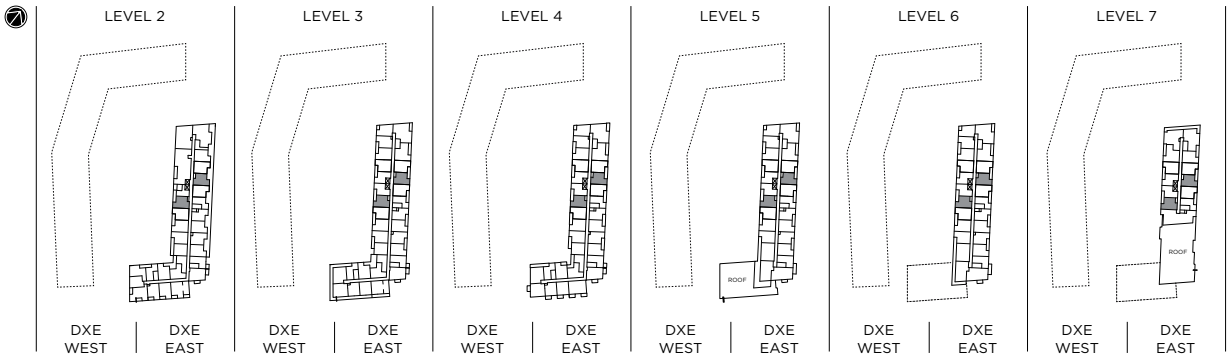 LEVEL 2
LEVEL 3
LEVEL 4
LEVEL 5
LEVEL 6
LEVEL 7
ROOF
ROOF
DXE
WEST
DXE
EAST
DXE
WEST
DXE
EAST
DXE
WEST
DXE
EAST
DXE
WEST
DXE
EAST
DXE
WEST
DXE
EAST
DXE
WEST
DXE
EAST